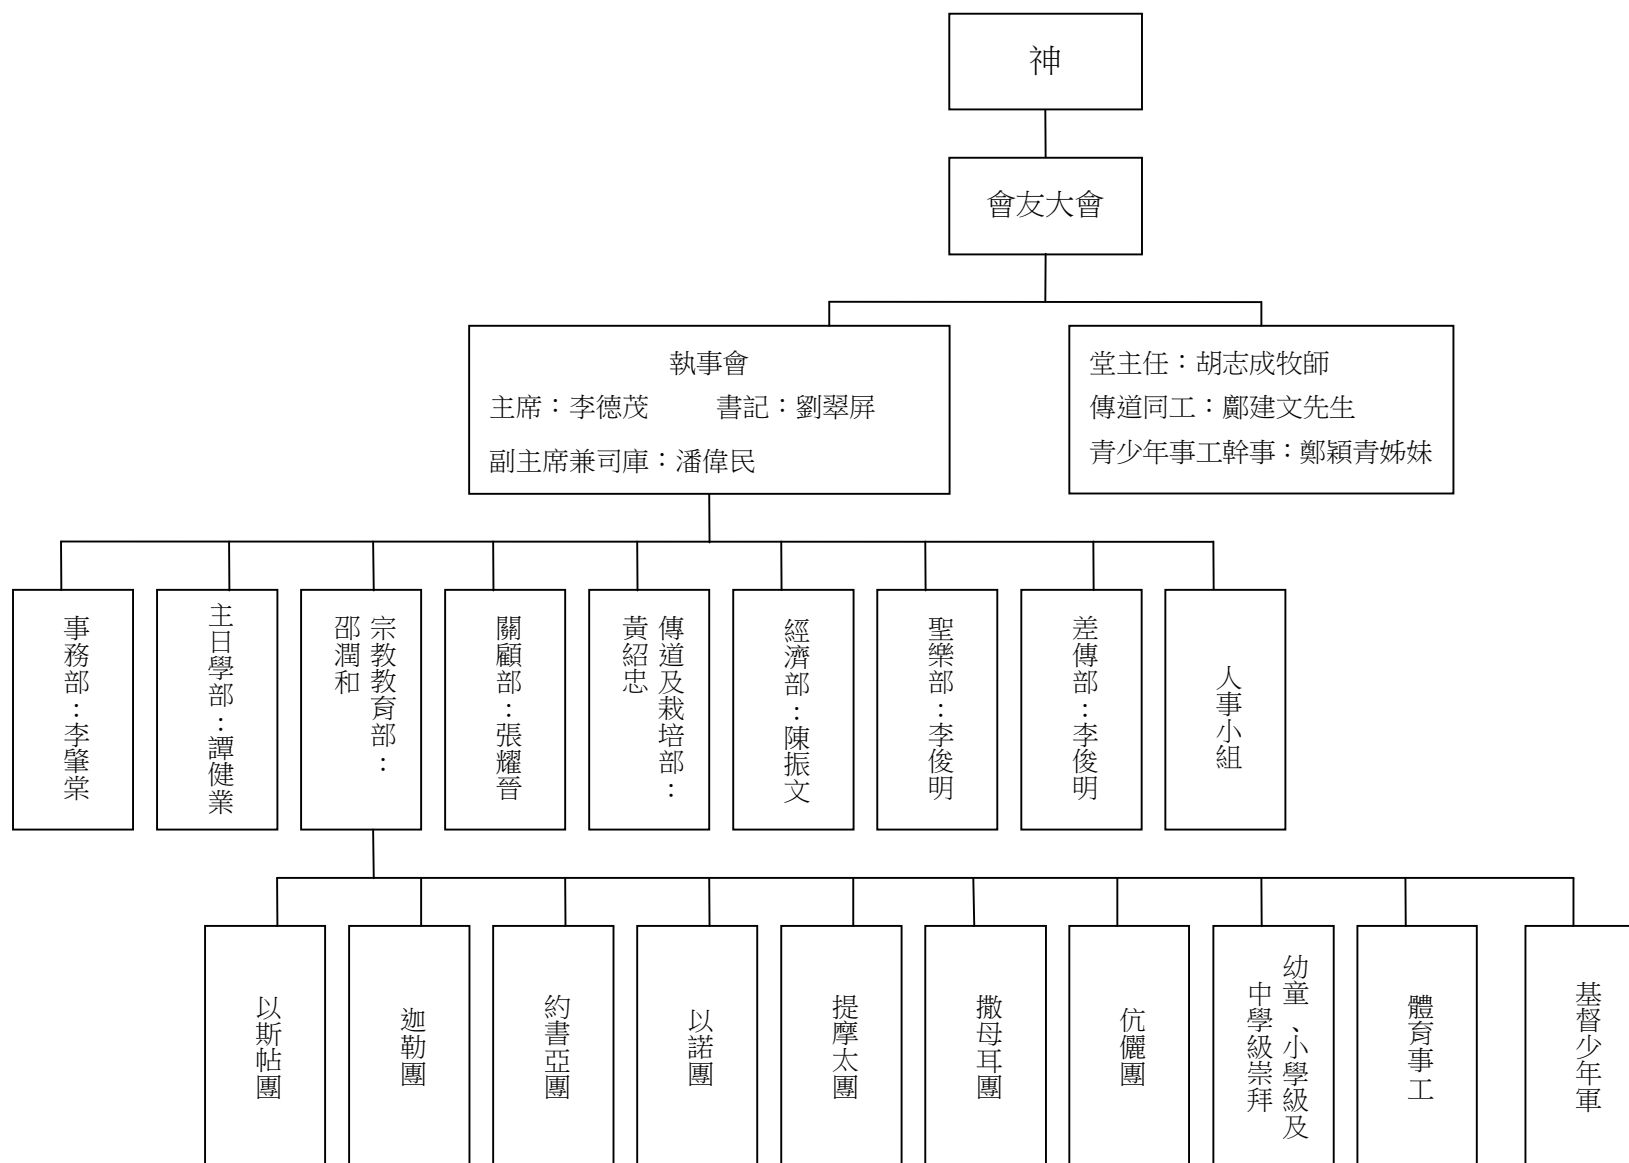 神
會友大會
執事會
主席：李德茂　　書記：劉翠屏
副主席兼司庫：潘偉民
堂主任：胡志成牧師
傳道同工：鄺建文先生
青少年事工幹事：鄭穎青姊妹
事務部：李肇棠
主日學部：譚健業
宗教教育部：
邵潤和
關顧部：張耀晉
傳道及栽培部：
黃紹忠
經濟部：陳振文
聖樂部：李俊明
差傳部：李俊明
人事小組
以斯帖團
迦勒團
約書亞團
以諾團
提摩太團
撒母耳團
伉儷團
幼童、小學級及
中學級崇拜
體育事工
基督少年軍